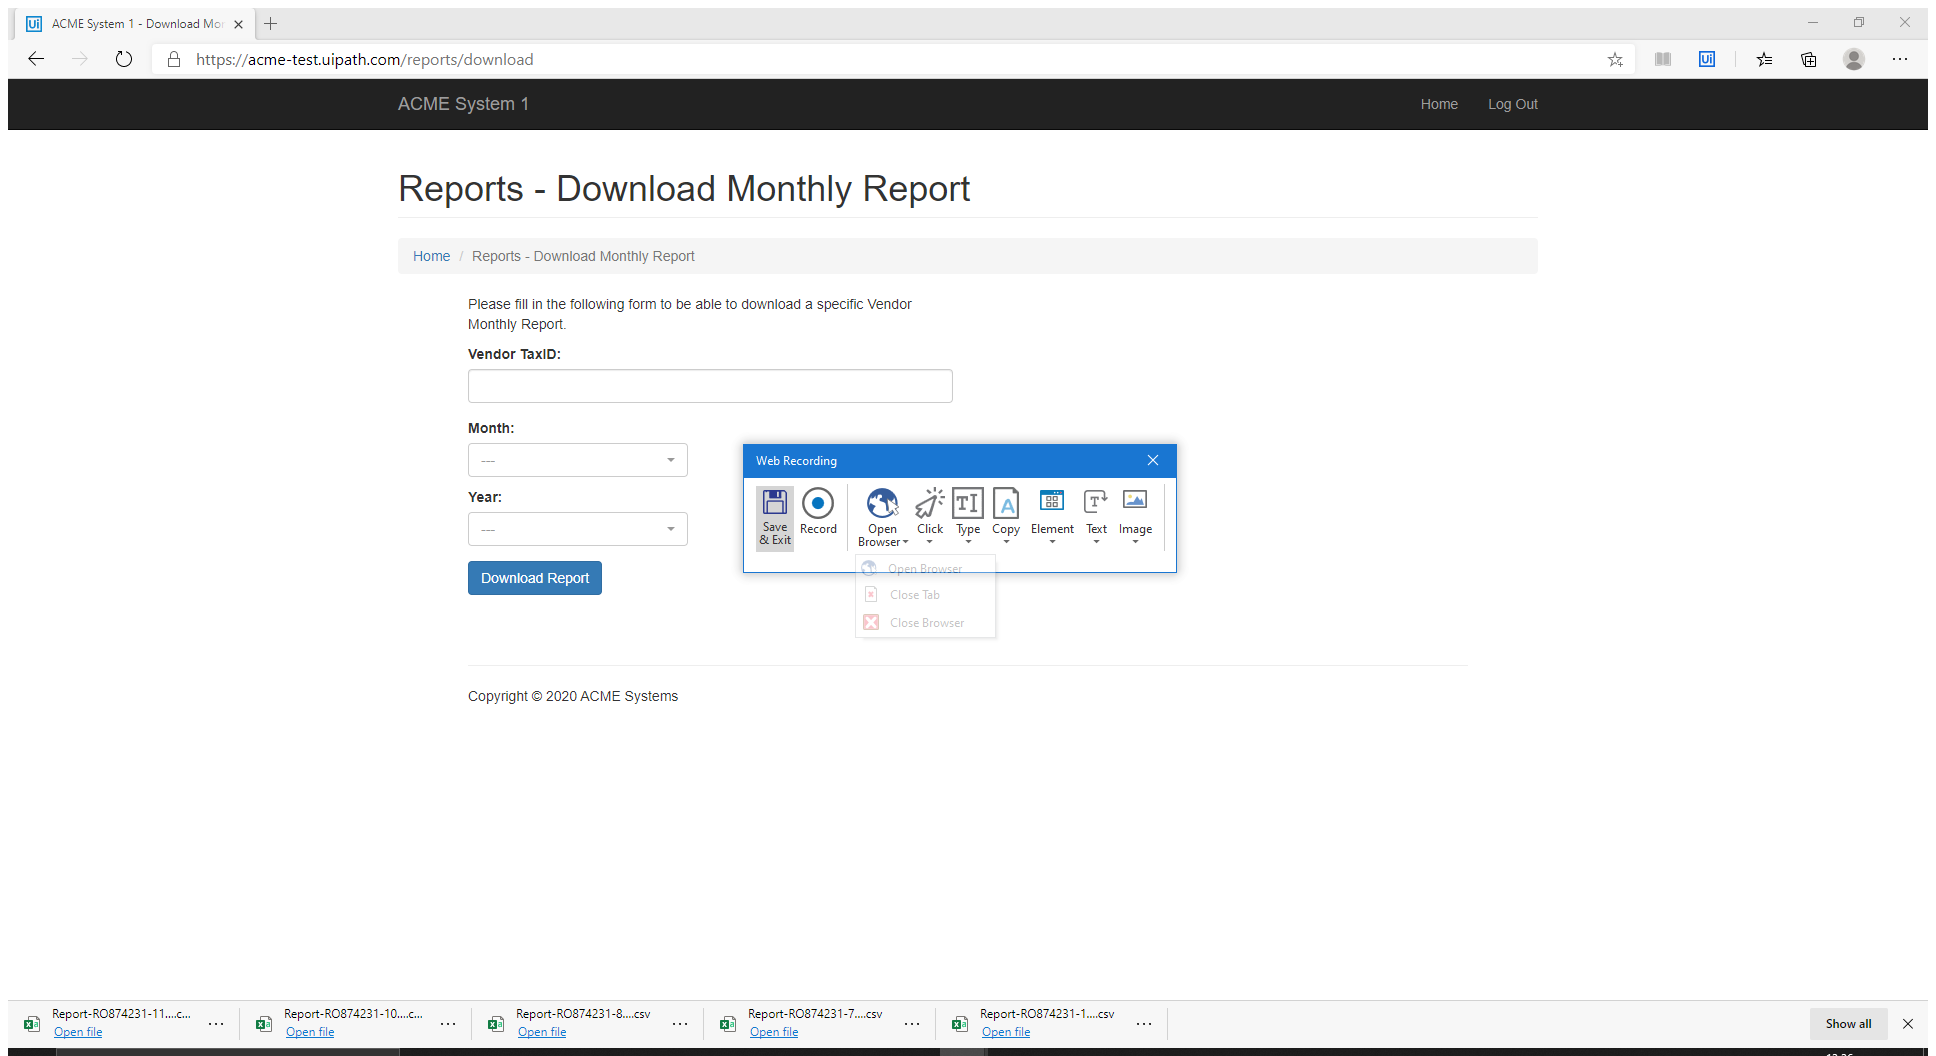 ACME System 1 - Download Mo
https://acme-test.uipath.com/reports/download
ACME System 1
Home
Log Out
Reports - Download Monthly Report
Home / Reports - Download Monthly Report
Please fill in the following form to be able to download a specific Vendor
Monthly Report.
Vendor TaxID:
Month:
---
Year:
---
Download Report
Web Recording
Save
& Exit
Record
Open
Browser
Click
Type
Copy
Element
Text
Image
Open Browser
Close Tab
Close Browser
Copyright © 2020 ACME Systems
Report-RO874231-11....c...
Open file
Report-RO874231-10....c...
Open file
Report-RO874231-8....csv
Open file
Report-RO874231-7....csv
Open file
Report-RO874231-1....csv
Open file
Show all